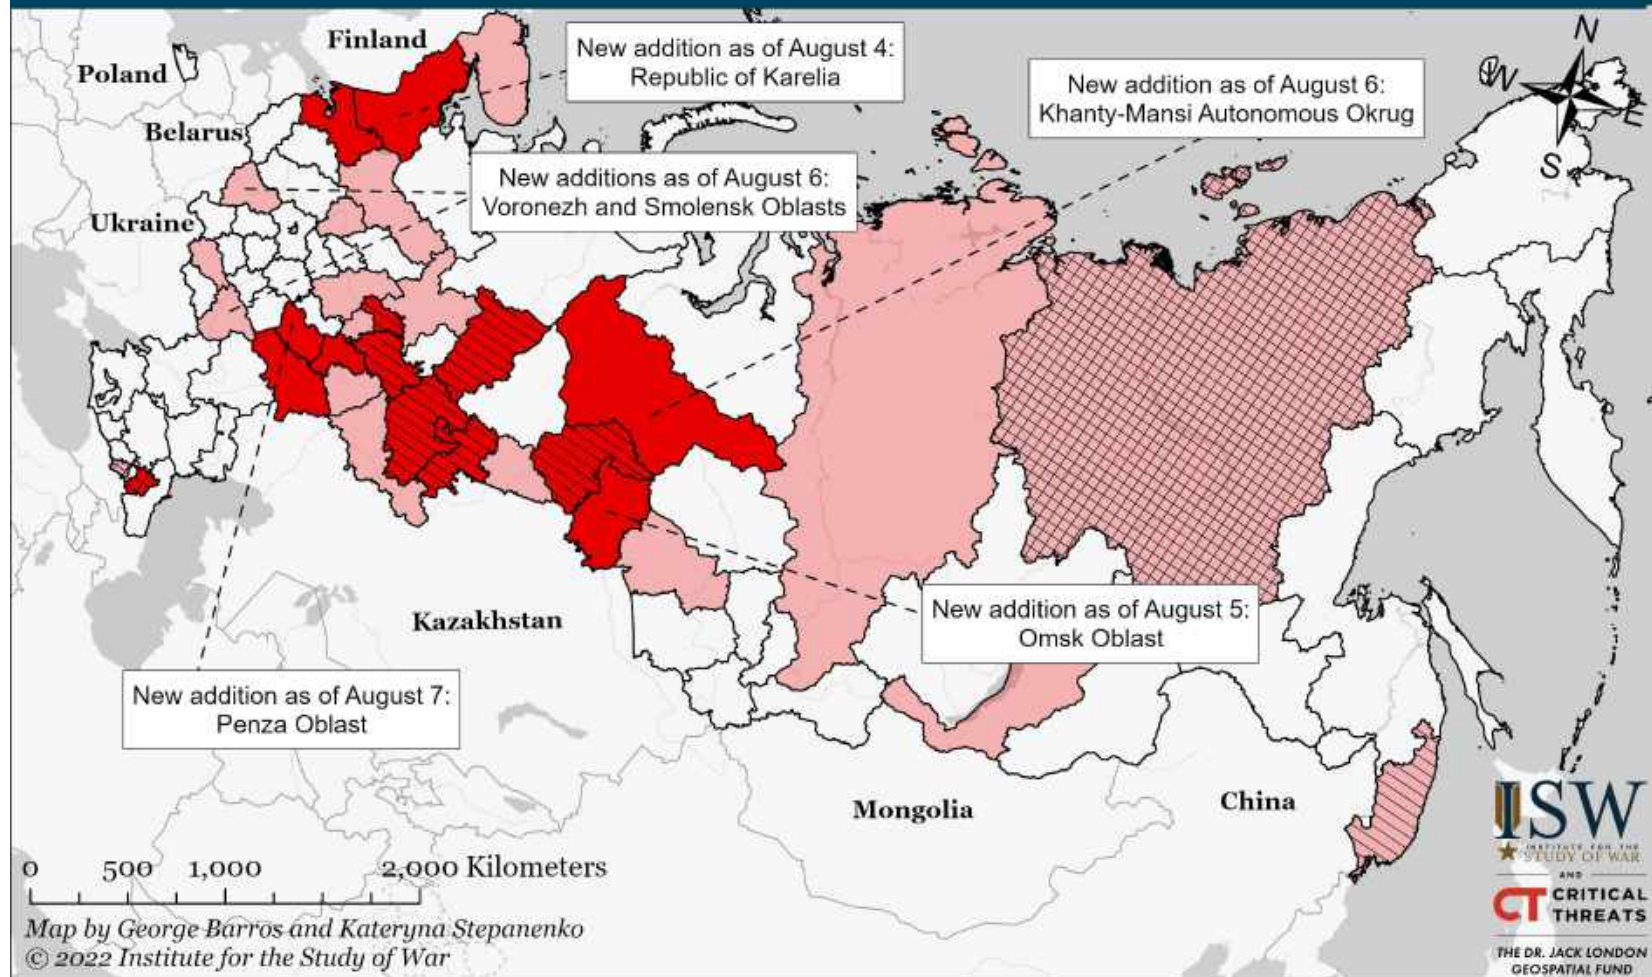 Finland
New addition as of August 4:
Republic of Karelia
N
Poland
New addition as of August 6:
Khanty-Mansi Autonomous Okrug
W
E
Belarus
S
New additions as of August 6:
Voronezh and Smolensk Oblasts
Ukraine
Kazakhstan
New addition as of August 5:
Omsk Oblast
New addition as of August 7:
Penza Oblast
Mongolia
China
ISW
INSTITUTE FOR THE
STUDY OF WAR
AND
CT CRITICAL
THREATS
THE DR. JACK LONDON
GEOSPATIAL FUND
0 500 1,000 2,000 Kilometers
Map by George Barros and Kateryna Stepanenko
© 2022 Institute for the Study of War